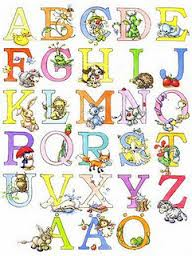 A B C D E
F G H I J
K L M N O
P Q R S T
U V X Y Z
Å Ä Ö